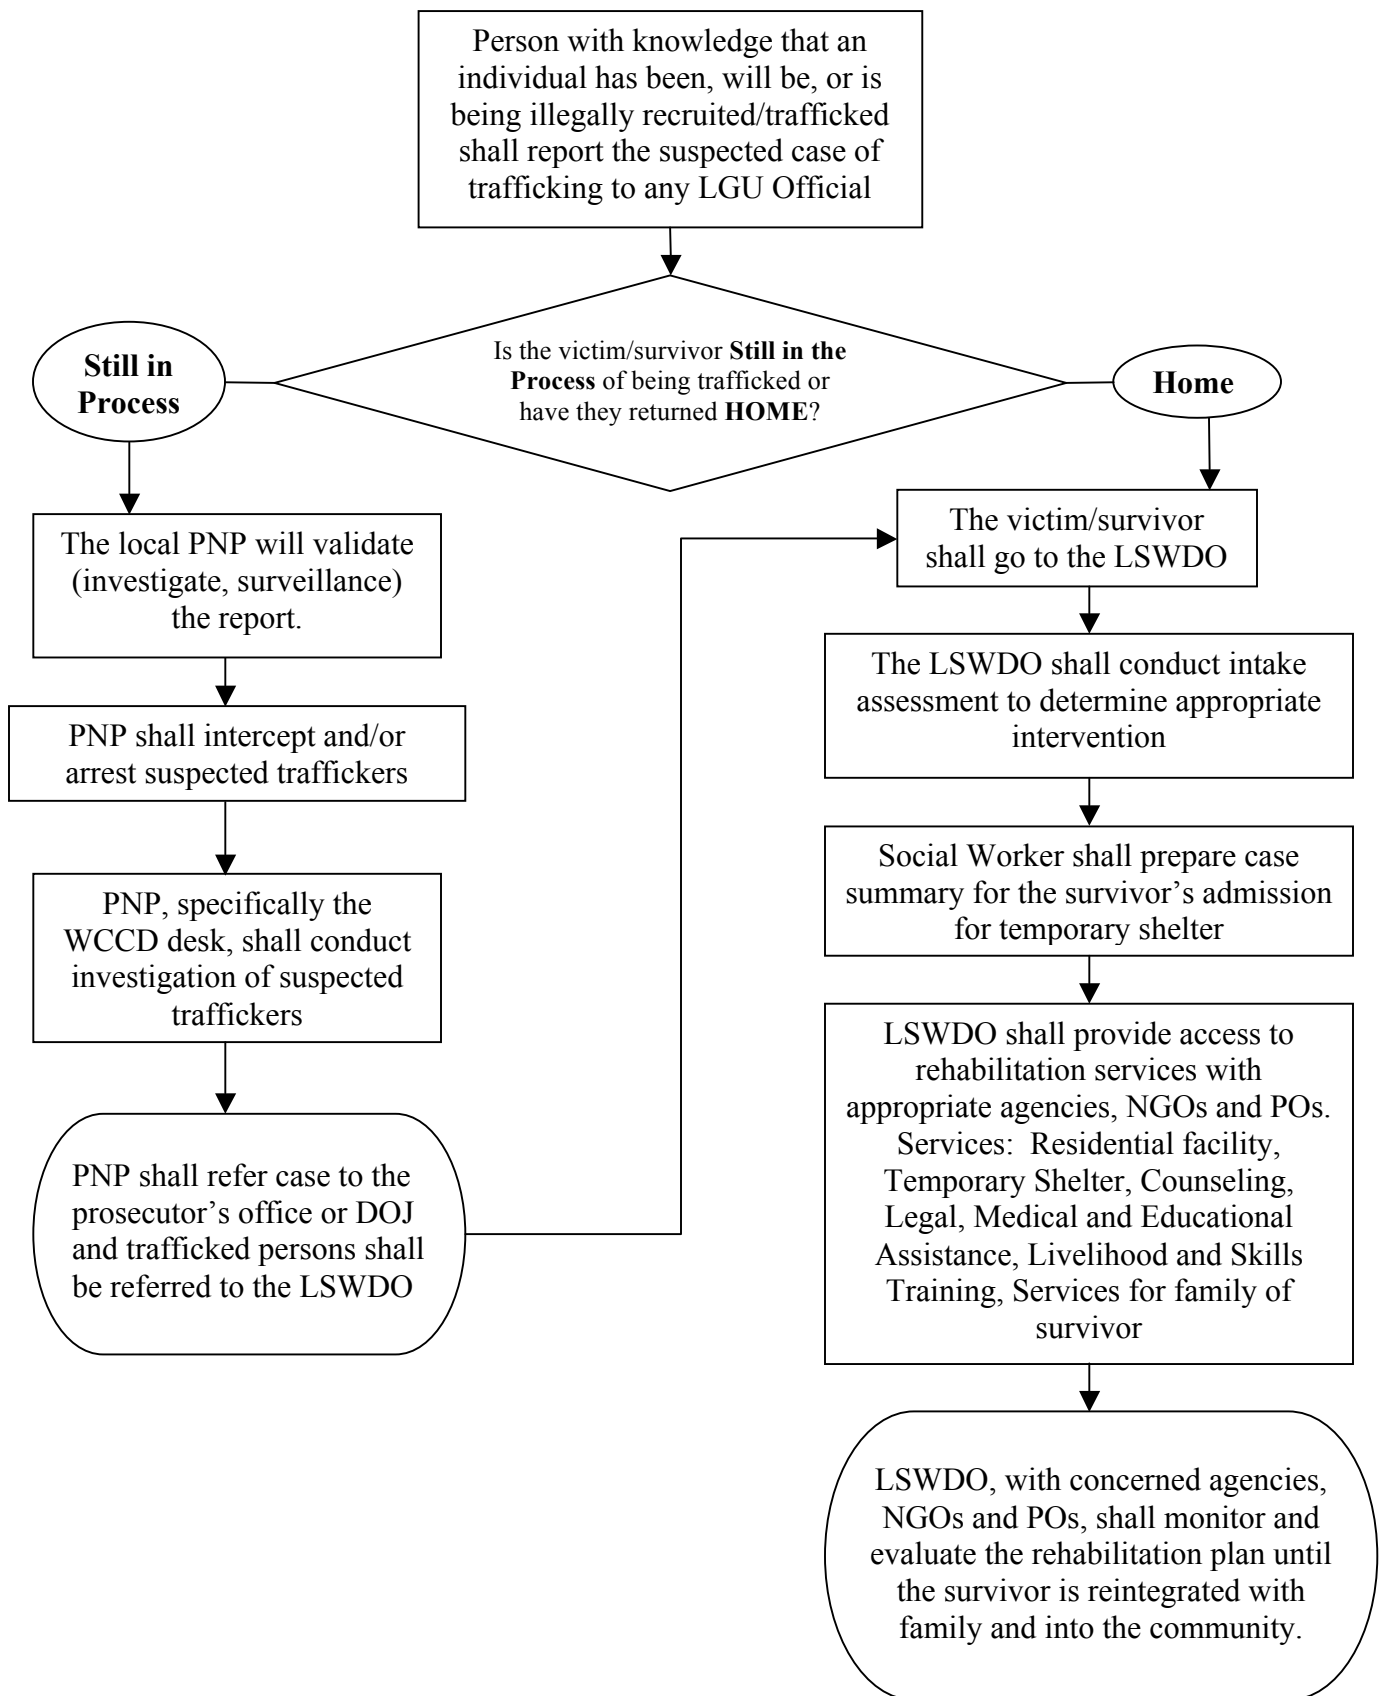 Person with knowledge that an
individual has been, will be, or is
being illegally recruited/trafficked
shall report the suspected case of
trafficking to any LGU Official
Is the victim/survivor Still in the
Process of being trafficked or
have they returned HOME?
Still in
Process
The local PNP will validate
(investigate, surveillance)
the report.
PNP shall intercept and/or
arrest suspected traffickers
PNP, specifically the
WCCD desk, shall conduct
investigation of suspected
traffickers
PNP shall refer case to the
prosecutor’s office or DOJ
and trafficked persons shall
be referred to the LSWDO
Home
The victim/survivor
shall go to the LSWDO
The LSWDO shall conduct intake
assessment to determine appropriate
intervention
Social Worker shall prepare case
summary for the survivor’s admission
for temporary shelter
LSWDO shall provide access to
rehabilitation services with
appropriate agencies, NGOs and POs.
Services:  Residential facility,
Temporary Shelter, Counseling,
Legal, Medical and Educational
Assistance, Livelihood and Skills
Training, Services for family of
survivor
LSWDO, with concerned agencies,
NGOs and POs, shall monitor and
evaluate the rehabilitation plan until
the survivor is reintegrated with
family and into the community.